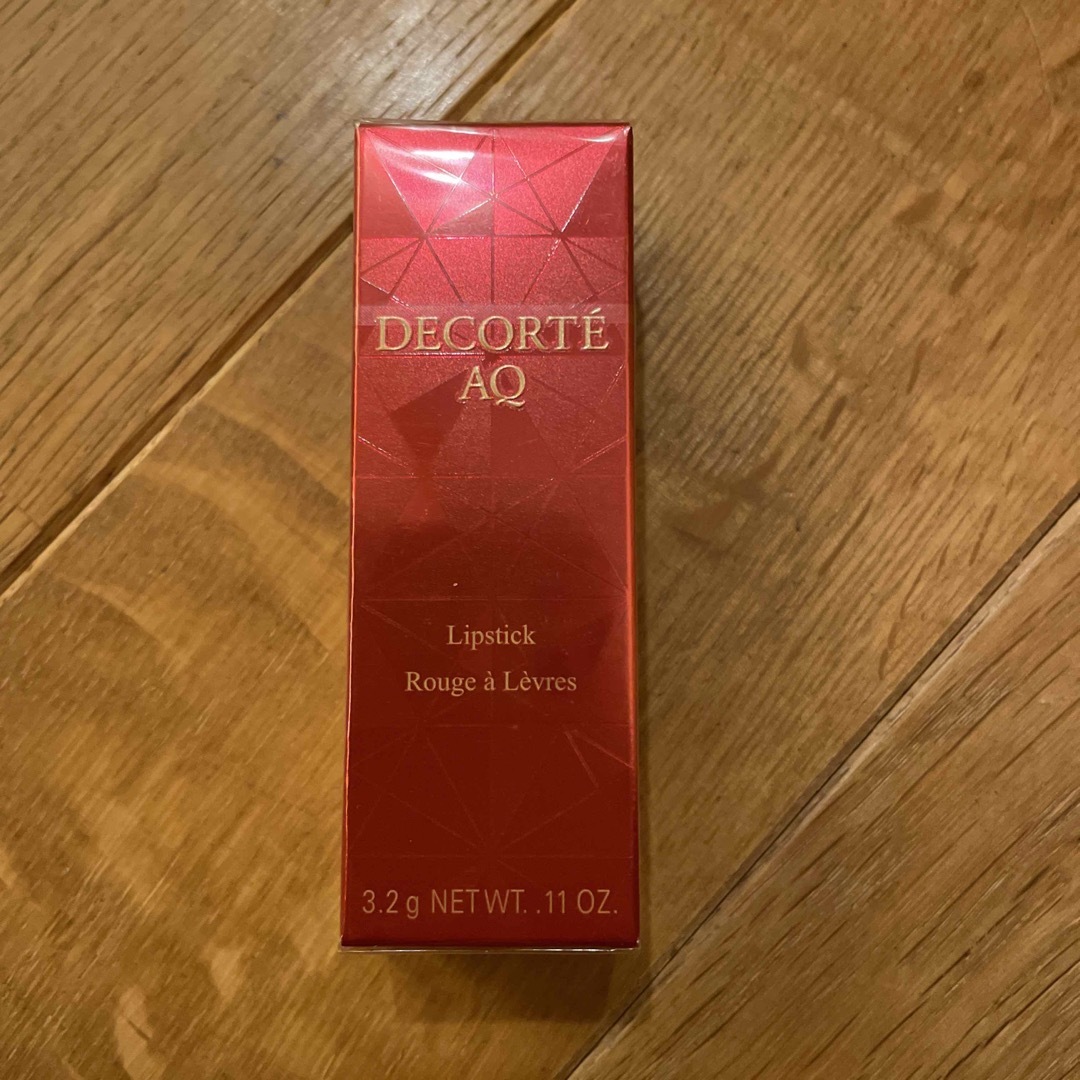 DECORTÉ
AQ
Lipstick
Rouge à Lèvres
3.2 g NET WT. .11 OZ.